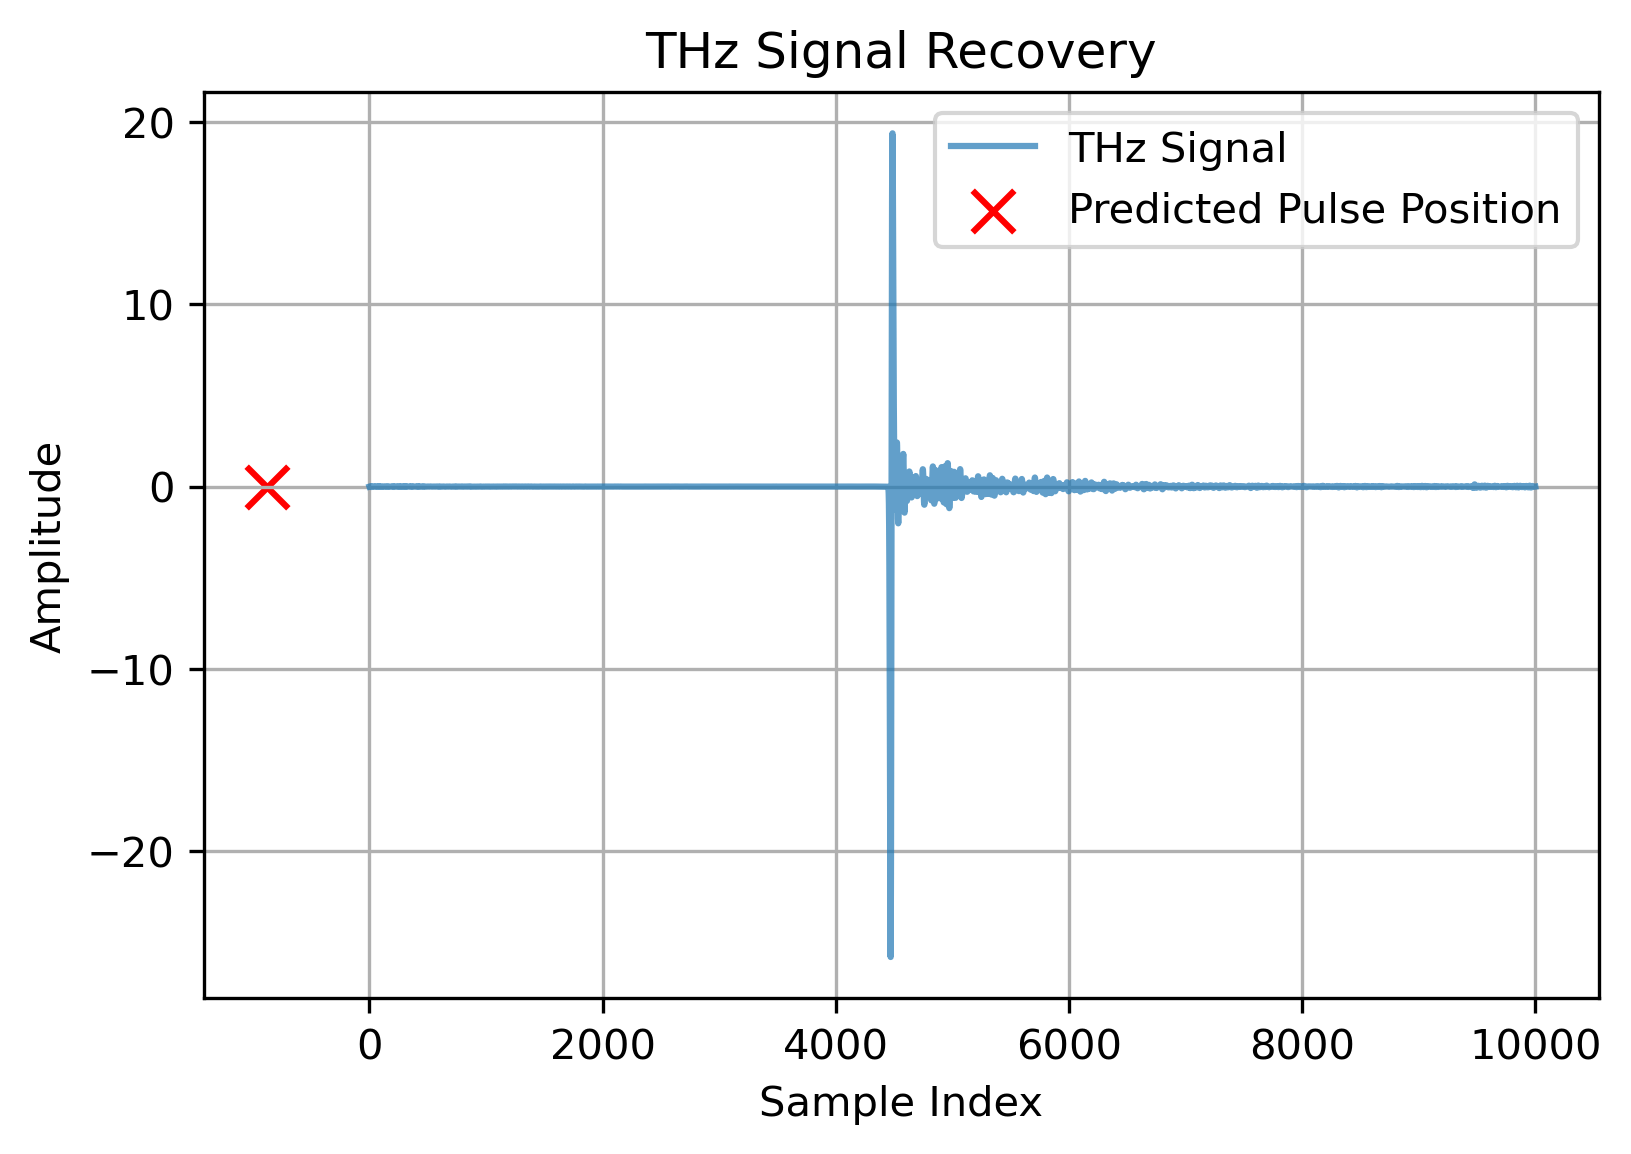 THz Signal Recovery
20
10
0
−10
−20
Amplitude
THz Signal
Predicted Pulse Position
0 2000 4000 6000 8000 10000
Sample Index